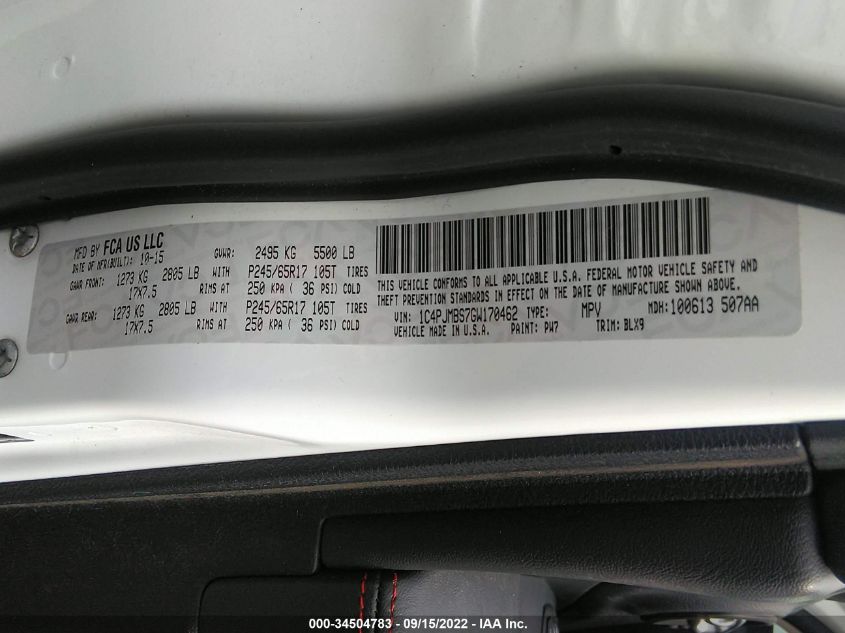 MFD BY FCA US LLC GVWR: 2495 KG 5500 LB
DATE OF MFR(BUILT): 10-15
GAWR FRONT: 1273 KG 2805 LB WITH P245/65R17 105T TIRES
17X7.5 RIMS AT 250 KPA ( 36 PSI) COLD
GAWR REAR: 1273 KG 2805 LB WITH P245/65R17 105T TIRES
17X7.5 RIMS AT 250 KPA ( 36 PSI) COLD
THIS VEHICLE CONFORMS TO ALL APPLICABLE U.S.A. FEDERAL MOTOR VEHICLE SAFETY AND
THEFT PREVENTION STANDARDS IN EFFECT ON THE DATE OF MANUFACTURE SHOWN ABOVE.
VIN: 1C4PJMBS7GW170462 TYPE: MPV MDH: 100613 507AA
VEHICLE MADE IN U.S.A. PAINT: PW7 TRIM: BLX9
000-34504783 - 09/15/2022 - IAA Inc.